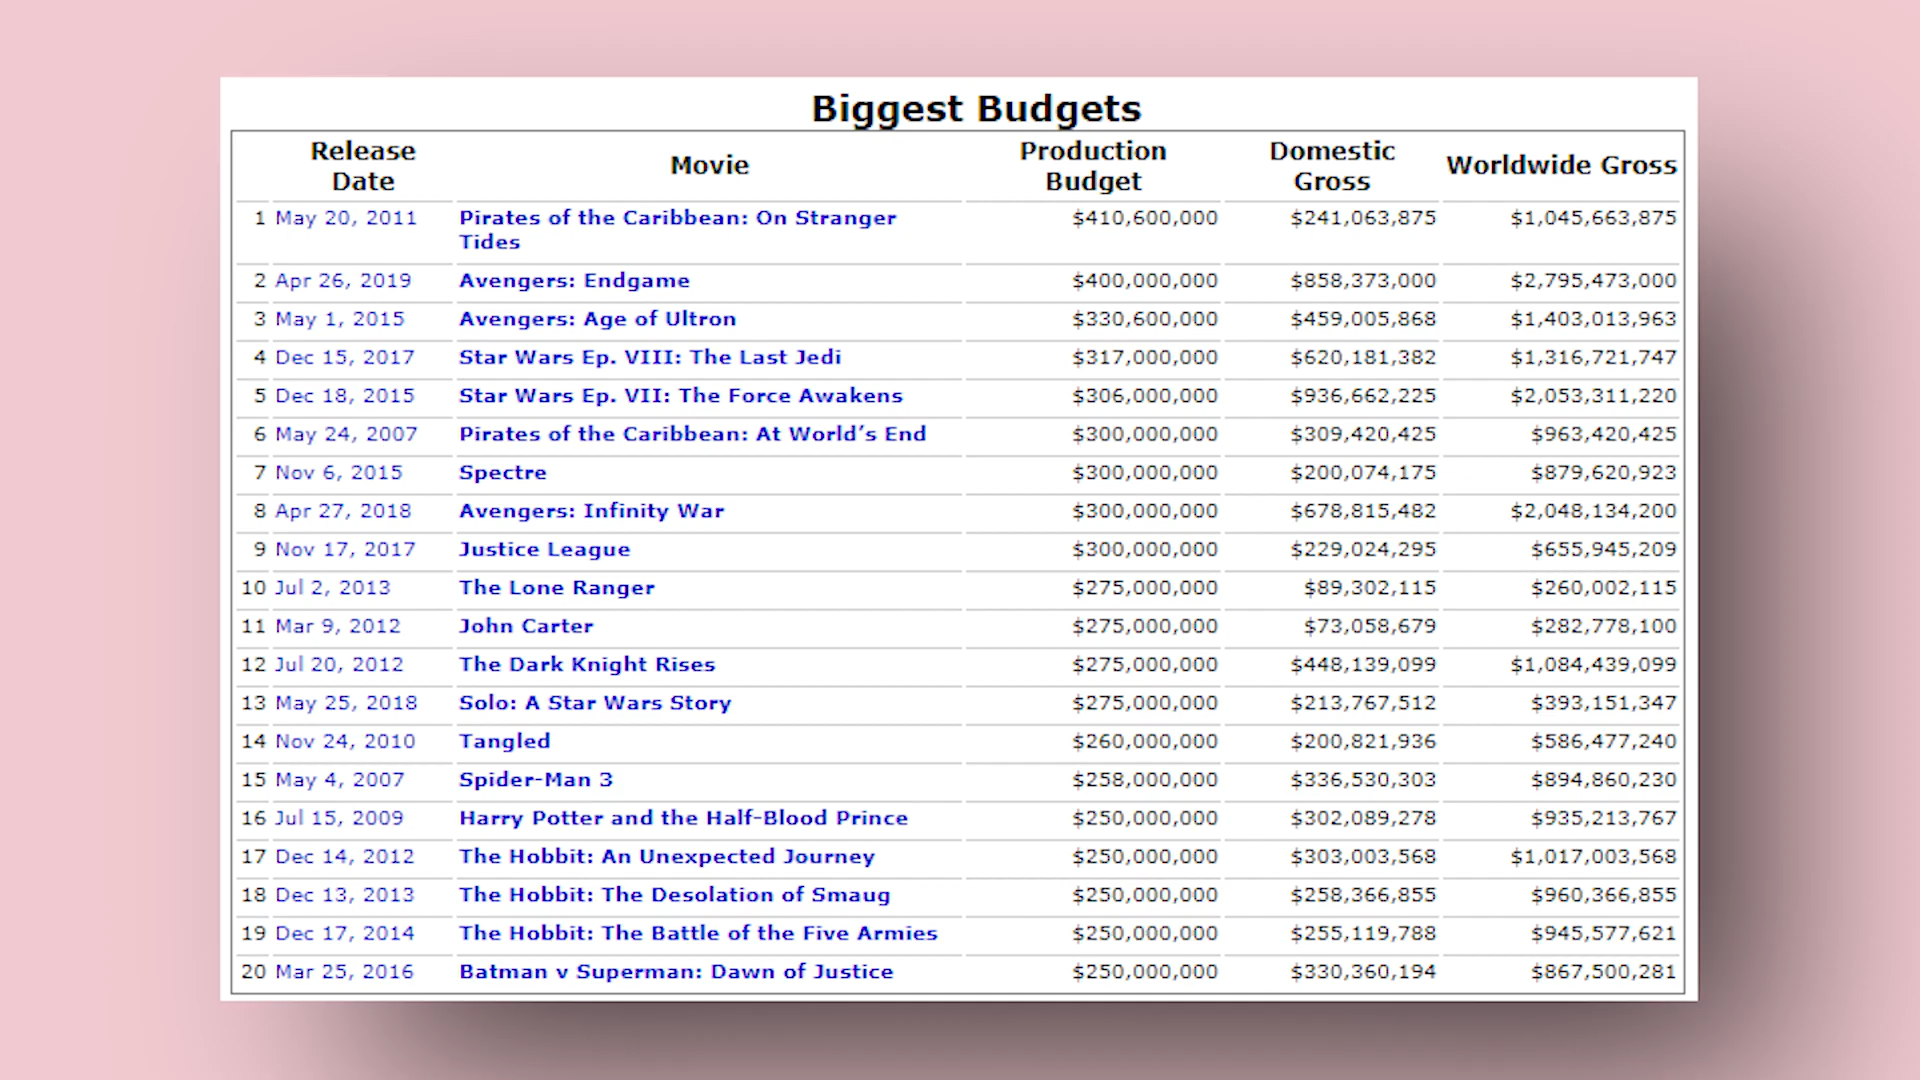 Biggest Budgets
Release Date Movie Production Budget Domestic Gross Worldwide Gross
1 May 20, 2011 Pirates of the Caribbean: On Stranger Tides $410,600,000 $241,063,875 $1,045,663,875
2 Apr 26, 2019 Avengers: Endgame $400,000,000 $858,373,000 $2,795,473,000
3 May 1, 2015 Avengers: Age of Ultron $330,600,000 $459,005,868 $1,403,013,963
4 Dec 15, 2017 Star Wars Ep. VIII: The Last Jedi $317,000,000 $620,181,382 $1,316,721,747
5 Dec 18, 2015 Star Wars Ep. VII: The Force Awakens $306,000,000 $936,662,225 $2,053,311,220
6 May 24, 2007 Pirates of the Caribbean: At World’s End $300,000,000 $309,420,425 $963,420,425
7 Nov 6, 2015 Spectre $300,000,000 $200,074,175 $879,620,923
8 Apr 27, 2018 Avengers: Infinity War $300,000,000 $678,815,482 $2,048,134,200
9 Nov 17, 2017 Justice League $300,000,000 $229,024,295 $655,945,209
10 Jul 2, 2013 The Lone Ranger $275,000,000 $89,302,115 $260,002,115
11 Mar 9, 2012 John Carter $275,000,000 $73,058,679 $282,778,100
12 Jul 20, 2012 The Dark Knight Rises $275,000,000 $448,139,099 $1,084,439,099
13 May 25, 2018 Solo: A Star Wars Story $275,000,000 $213,767,512 $393,151,347
14 Nov 24, 2010 Tangled $260,000,000 $200,821,936 $586,477,240
15 May 4, 2007 Spider-Man 3 $258,000,000 $336,530,303 $894,860,230
16 Jul 15, 2009 Harry Potter and the Half-Blood Prince $250,000,000 $302,089,278 $935,213,767
17 Dec 14, 2012 The Hobbit: An Unexpected Journey $250,000,000 $303,003,568 $1,017,003,568
18 Dec 13, 2013 The Hobbit: The Desolation of Smaug $250,000,000 $258,366,855 $960,366,855
19 Dec 17, 2014 The Hobbit: The Battle of the Five Armies $250,000,000 $255,119,788 $945,577,621
20 Mar 25, 2016 Batman v Superman: Dawn of Justice $250,000,000 $330,360,194 $867,500,281